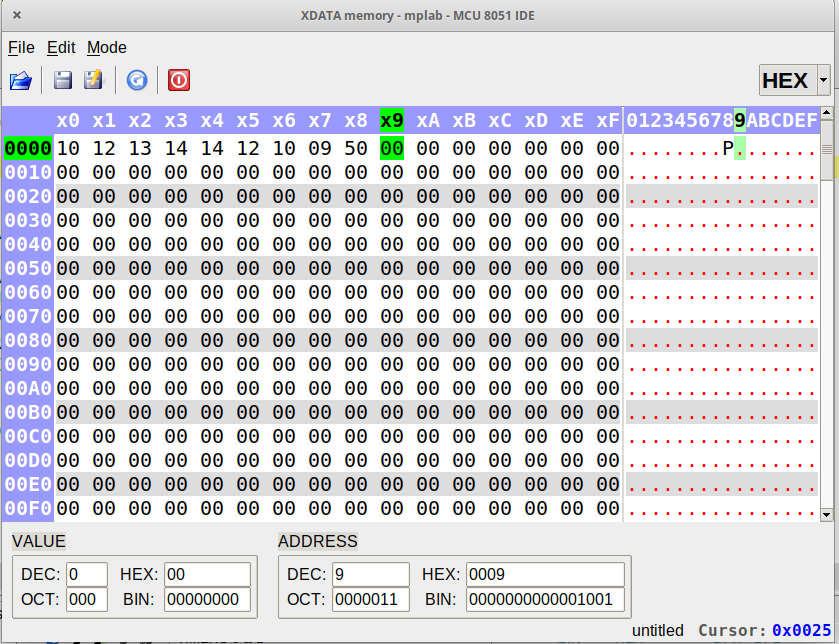 XDATA memory - mplab - MCU 8051 IDE
File Edit Mode
HEX
x0 x1 x2 x3 x4 x5 x6 x7 x8 x9 xA xB xC xD xE xF 0123456789ABCDEF
0000 10 12 13 14 14 12 10 09 50 00 00 00 00 00 00 00 ........P.......
0010 00 00 00 00 00 00 00 00 00 00 00 00 00 00 00 00 ................
0020 00 00 00 00 00 00 00 00 00 00 00 00 00 00 00 00 ................
0030 00 00 00 00 00 00 00 00 00 00 00 00 00 00 00 00 ................
0040 00 00 00 00 00 00 00 00 00 00 00 00 00 00 00 00 ................
0050 00 00 00 00 00 00 00 00 00 00 00 00 00 00 00 00 ................
0060 00 00 00 00 00 00 00 00 00 00 00 00 00 00 00 00 ................
0070 00 00 00 00 00 00 00 00 00 00 00 00 00 00 00 00 ................
0080 00 00 00 00 00 00 00 00 00 00 00 00 00 00 00 00 ................
0090 00 00 00 00 00 00 00 00 00 00 00 00 00 00 00 00 ................
00A0 00 00 00 00 00 00 00 00 00 00 00 00 00 00 00 00 ................
00B0 00 00 00 00 00 00 00 00 00 00 00 00 00 00 00 00 ................
00C0 00 00 00 00 00 00 00 00 00 00 00 00 00 00 00 00 ................
00D0 00 00 00 00 00 00 00 00 00 00 00 00 00 00 00 00 ................
00E0 00 00 00 00 00 00 00 00 00 00 00 00 00 00 00 00 ................
00F0 00 00 00 00 00 00 00 00 00 00 00 00 00 00 00 00 ................
VALUE ADDRESS
DEC: 0 HEX: 00 DEC: 9 HEX: 0009
OCT: 000 BIN: 00000000 OCT: 0000011 BIN: 0000000000001001
untitled Cursor: 0x0025